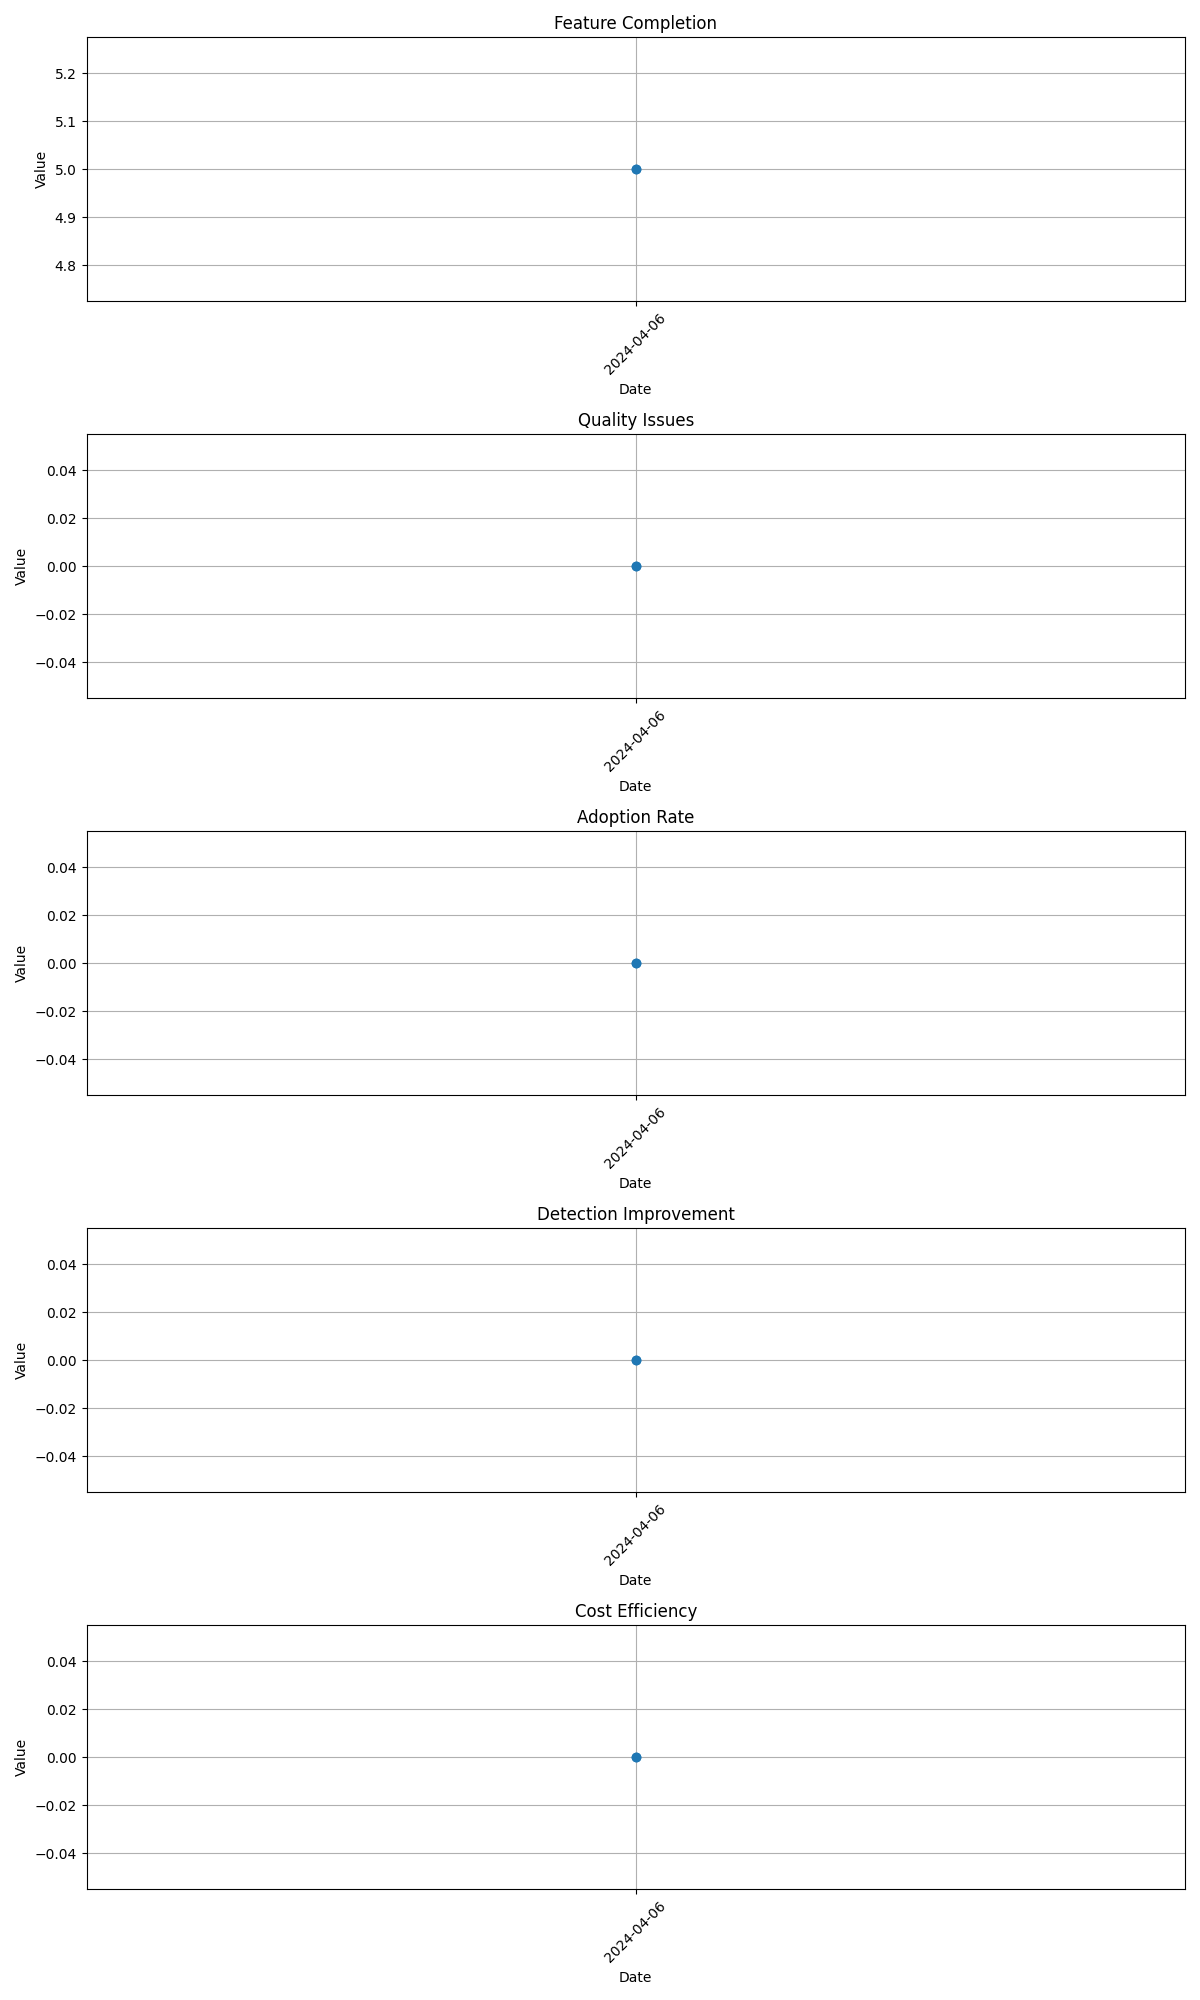 Feature Completion
5.2
5.1
5.0
4.9
4.8
Value
2024-04-06
Date
Quality Issues
0.04
0.02
0.00
−0.02
−0.04
Value
2024-04-06
Date
Adoption Rate
0.04
0.02
0.00
−0.02
−0.04
Value
2024-04-06
Date
Detection Improvement
0.04
0.02
0.00
−0.02
−0.04
Value
2024-04-06
Date
Cost Efficiency
0.04
0.02
0.00
−0.02
−0.04
Value
2024-04-06
Date